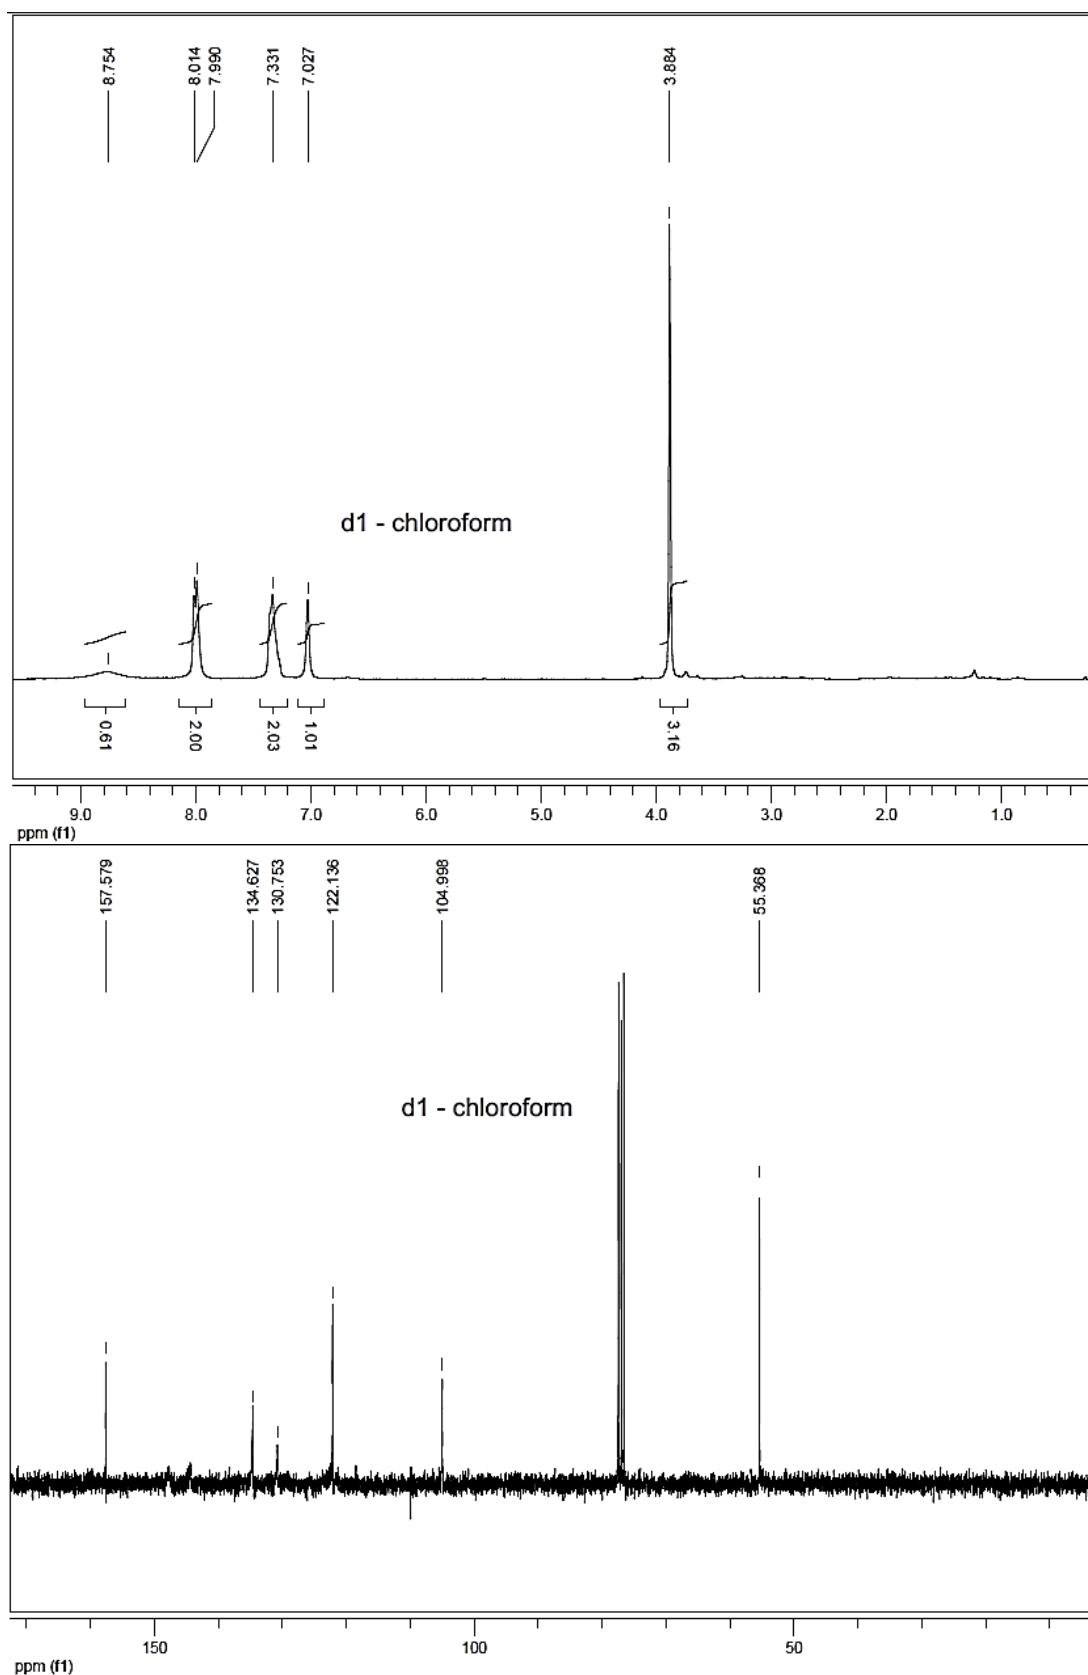 8.754
8.014
7.990
7.331
7.027
3.884
d1 - chloroform
0.61
2.00
2.03
1.01
3.16
9.0 8.0 7.0 6.0 5.0 4.0 3.0 2.0 1.0
ppm (f1)
157.579
134.627
130.753
122.136
104.998
55.368
d1 - chloroform
150 100 50
ppm (f1)